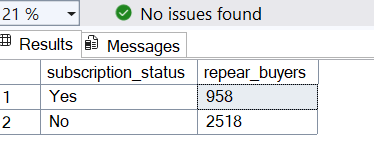 21 % No issues found
Results Messages
subscription_status repear_buyers
1 Yes 958
2 No 2518